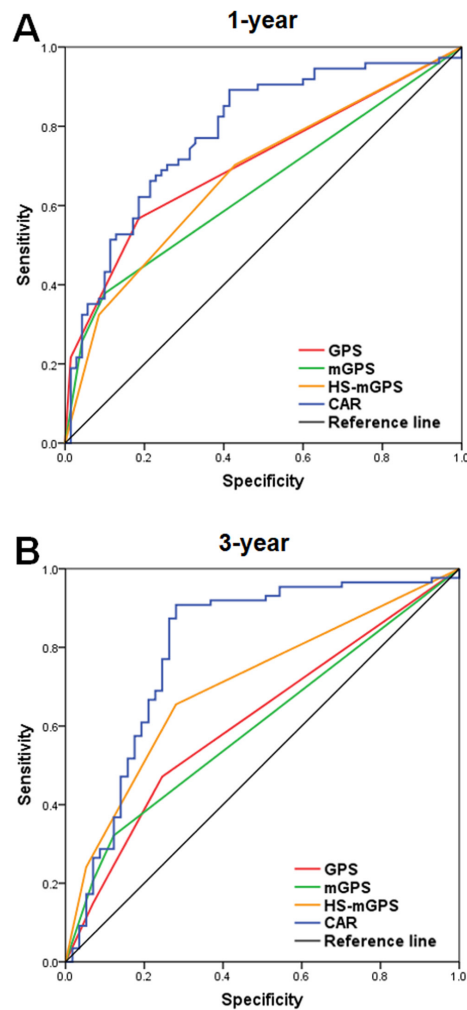 A
1-year
1.0
0.8
0.6
0.4
0.2
0.0
Sensitivity
GPS
mGPS
HS-mGPS
CAR
Reference line
0.0 0.2 0.4 0.6 0.8 1.0
Specificity
B
3-year
1.0
0.8
0.6
0.4
0.2
0.0
Sensitivity
GPS
mGPS
HS-mGPS
CAR
Reference line
0.0 0.2 0.4 0.6 0.8 1.0
Specificity